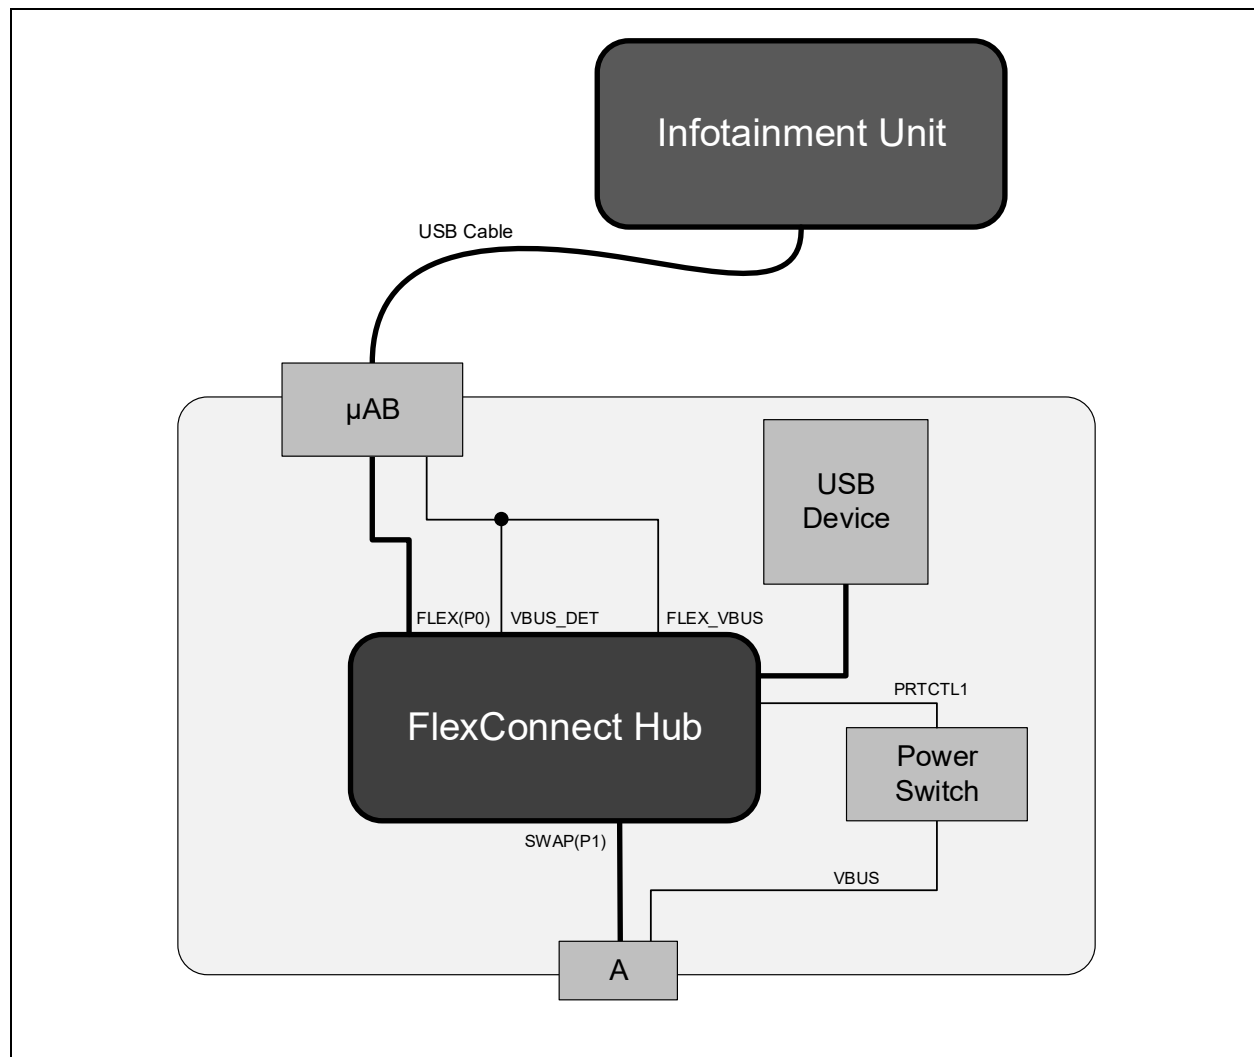 Infotainment Unit
USB Cable
µAB
USB
Device
FLEX(P0)
VBUS_DET
FLEX_VBUS
PRTCTL1
FlexConnect Hub
Power
Switch
SWAP(P1)
VBUS
A